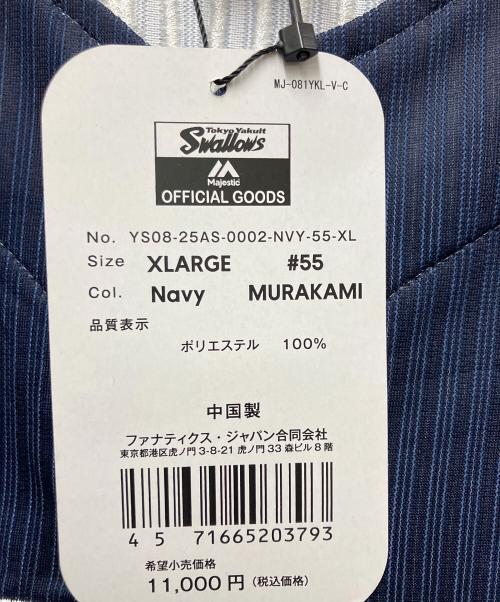 MJ-081YKL-V-C
Tokyo Yakult
Swallows
Majestic
OFFICIAL GOODS
No. YS08-25AS-0002-NVY-55-XL
Size XLARGE #55
Col. Navy MURAKAMI
品質表示
ポリエステル 100%
中国製
ファナティクス・ジャパン合同会社
東京都港区虎ノ門 3-8-21 虎ノ門 33 森ビル 8 階
4 5 71665203793
希望小売価格
11,000円 (税込価格)